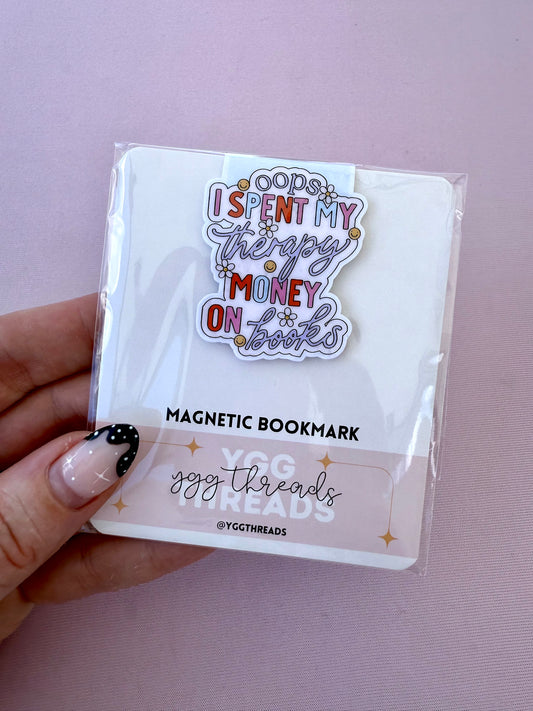 oops,
I SPENT MY
therapy
MONEY
ON books
MAGNETIC BOOKMARK
YGG
THREADS
ygg threads
@YGGTHREADS